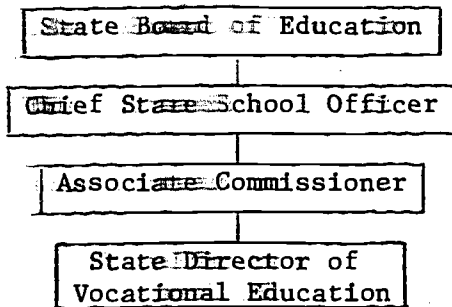 State Board of Education
Chief State School Officer
Associate Commissioner
State Director of
Vocational Education